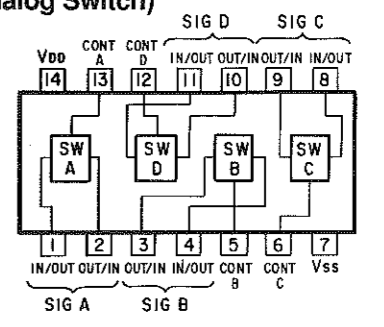 alog Switch)
SIG D SIG C
VDD CONT A CONT D IN/OUT OUT/IN OUT/IN IN/OUT
14 13 12 11 10 9 8
SW A SW D SW B SW C
1 2 3 4 5 6 7
IN/OUT OUT/IN OUT/IN IN/OUT CONT B CONT C VSS
SIG A SIG B